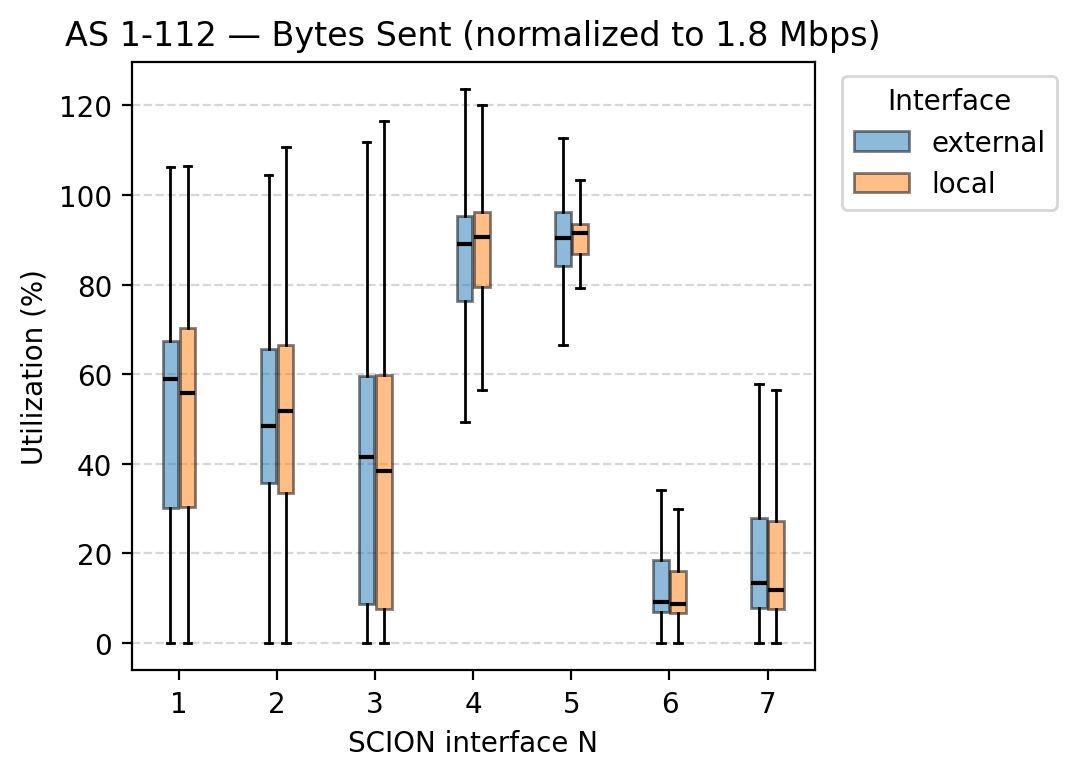 AS 1-112 — Bytes Sent (normalized to 1.8 Mbps)
Interface
external
local
Utilization (%)
120
100
80
60
40
20
0
1 2 3 4 5 6 7
SCION interface N